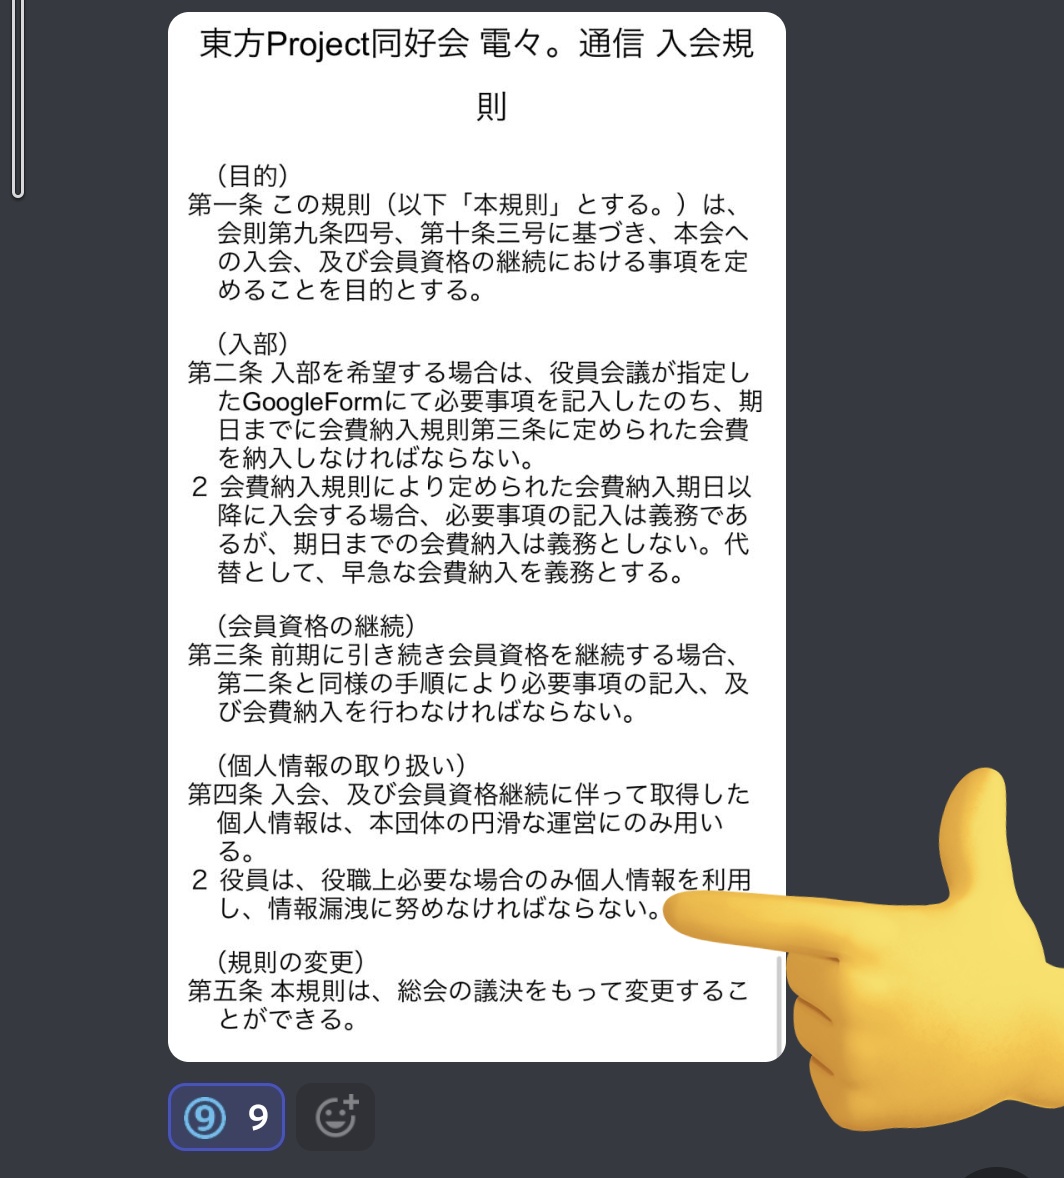 東方Project同好会 電々。通信 入会規
則
（目的）
第一条 この規則（以下「本規則」とする。）は、
会則第九条四号、第十条三号に基づき、本会へ
の入会、及び会員資格の継続における事項を定
めることを目的とする。
（入部）
第二条 入部を希望する場合は、役員会議が指定し
たGoogleFormにて必要事項を記入したのち、期
日までに会費納入規則第三条に定められた会費
を納入しなければならない。
2 会費納入規則により定められた会費納入期日以
降に入会する場合、必要事項の記入は義務であ
るが、期日までの会費納入は義務としない。代
替として、早急な会費納入を義務とする。
（会員資格の継続）
第三条 前期に引き続き会員資格を継続する場合、
第二条と同様の手順により必要事項の記入、及
び会費納入を行わなければならない。
（個人情報の取り扱い）
第四条 入会、及び会員資格継続に伴って取得した
個人情報は、本団体の円滑な運営にのみ用い
る。
2 役員は、役職上必要な場合のみ個人情報を利用
し、情報漏洩に努めなければならない。
（規則の変更）
第五条 本規則は、総会の議決をもって変更するこ
とができる。
⑨ 9